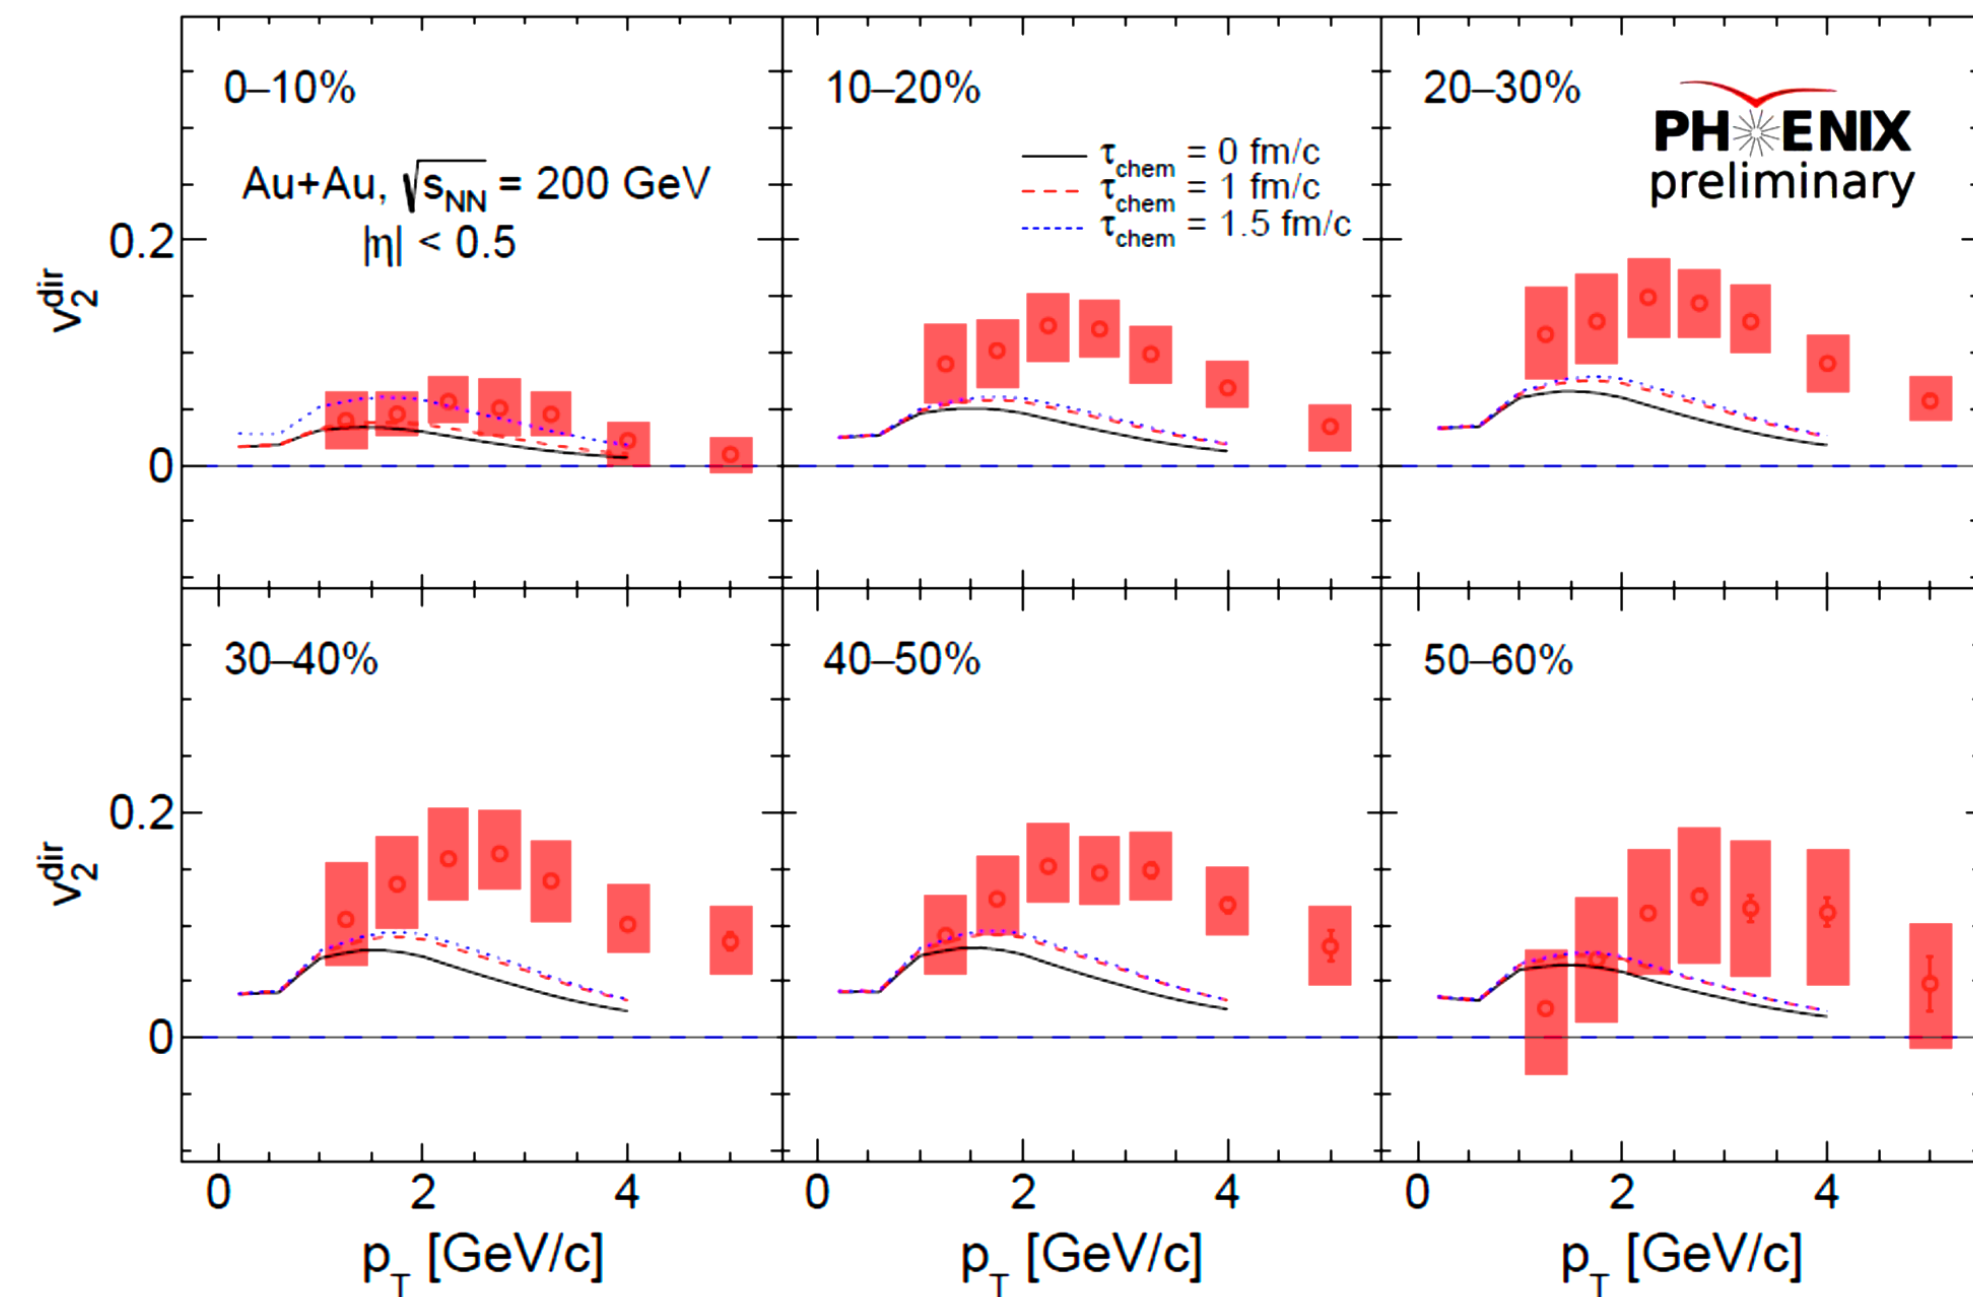 0–10%
10–20%
20–30%
PHENIX
preliminary
Au+Au, √sNN = 200 GeV
|η| < 0.5
τchem = 0 fm/c
τchem = 1 fm/c
τchem = 1.5 fm/c
0.2
0
v2dir
30–40%
40–50%
50–60%
0.2
0
v2dir
0 2 4 0 2 4 0 2 4
pT [GeV/c] pT [GeV/c] pT [GeV/c]